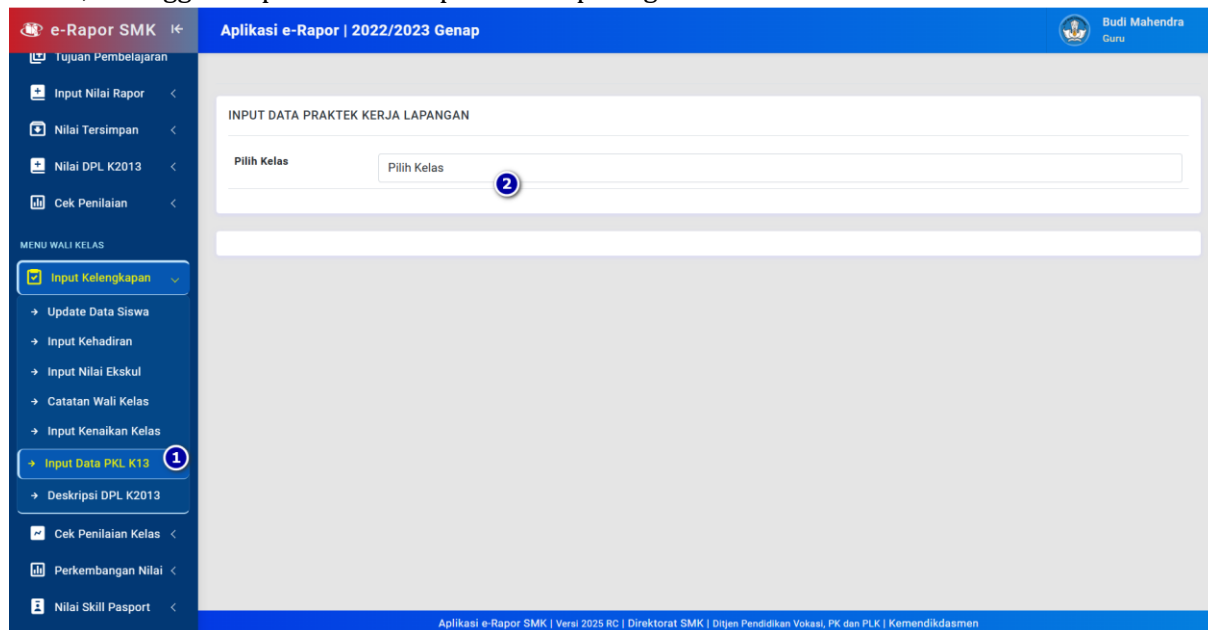 e-Rapor SMK
Aplikasi e-Rapor | 2022/2023 Genap
Budi Mahendra
Guru
Tujuan Pembelajaran
Input Nilai Rapor
Nilai Tersimpan
Nilai DPL K2013
Cek Penilaian
MENU WALI KELAS
Input Kelengkapan
→ Update Data Siswa
→ Input Kehadiran
→ Input Nilai Ekskul
→ Catatan Wali Kelas
→ Input Kenaikan Kelas
→ Input Data PKL K13
1
→ Deskripsi DPL K2013
Cek Penilaian Kelas
Perkembangan Nilai
Nilai Skill Pasport
INPUT DATA PRAKTEK KERJA LAPANGAN
Pilih Kelas
Pilih Kelas
2
Aplikasi e-Rapor SMK | Versi 2025 RC | Direktorat SMK | Ditjen Pendidikan Vokasi, PK dan PLK | Kemendikdasmen